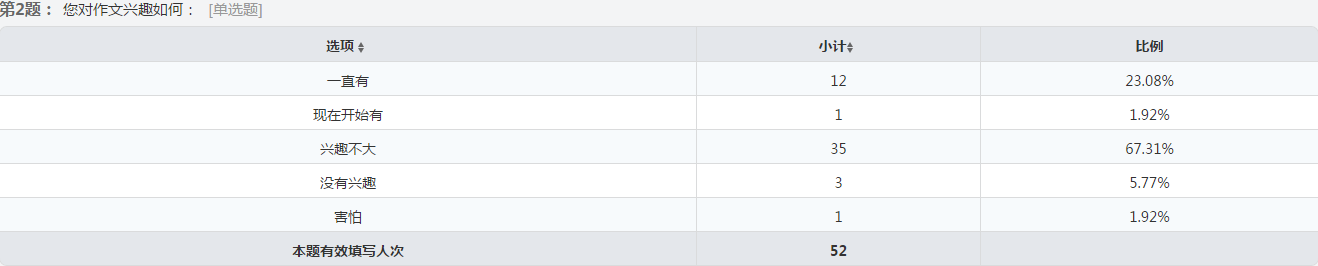 第2题： 您对作文兴趣如何： [单选题]
选项 小计 比例
一直有 12 23.08%
现在开始有 1 1.92%
兴趣不大 35 67.31%
没有兴趣 3 5.77%
害怕 1 1.92%
本题有效填写人次 52